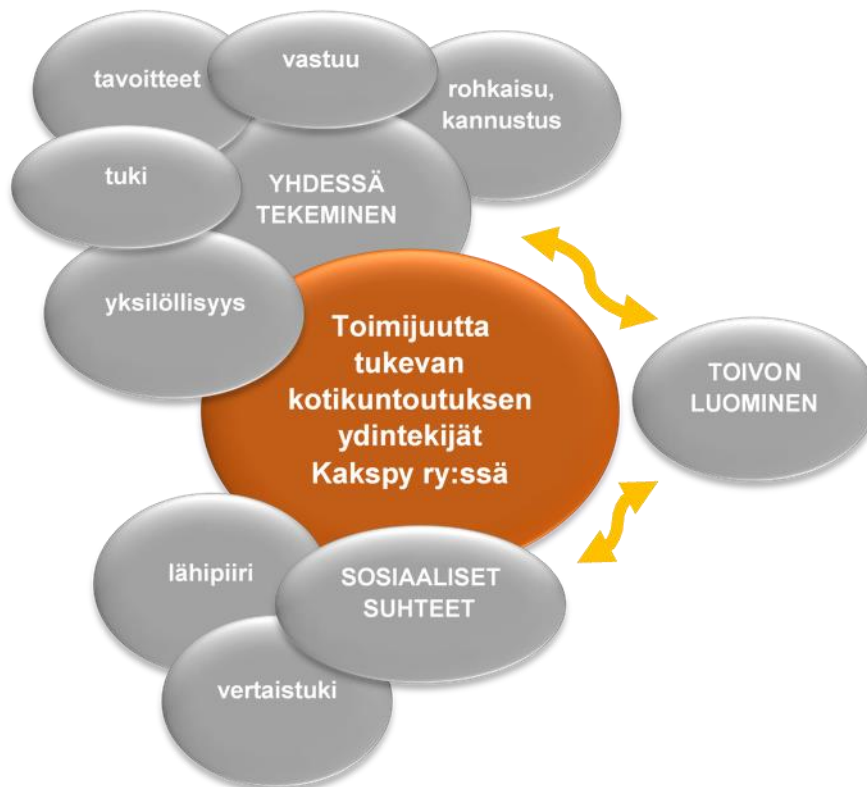 tavoitteet
vastuu
rohkaisu,
kannustus
tuki
YHDESSÄ
TEKEMINEN
yksilöllisyys
Toimijuutta
tukevan
kotikuntoutuksen
ydintekijät
Kakspy ry:ssä
TOIVON
LUOMINEN
lähipiiri
SOSIAALISET
SUHTEET
vertaistuki